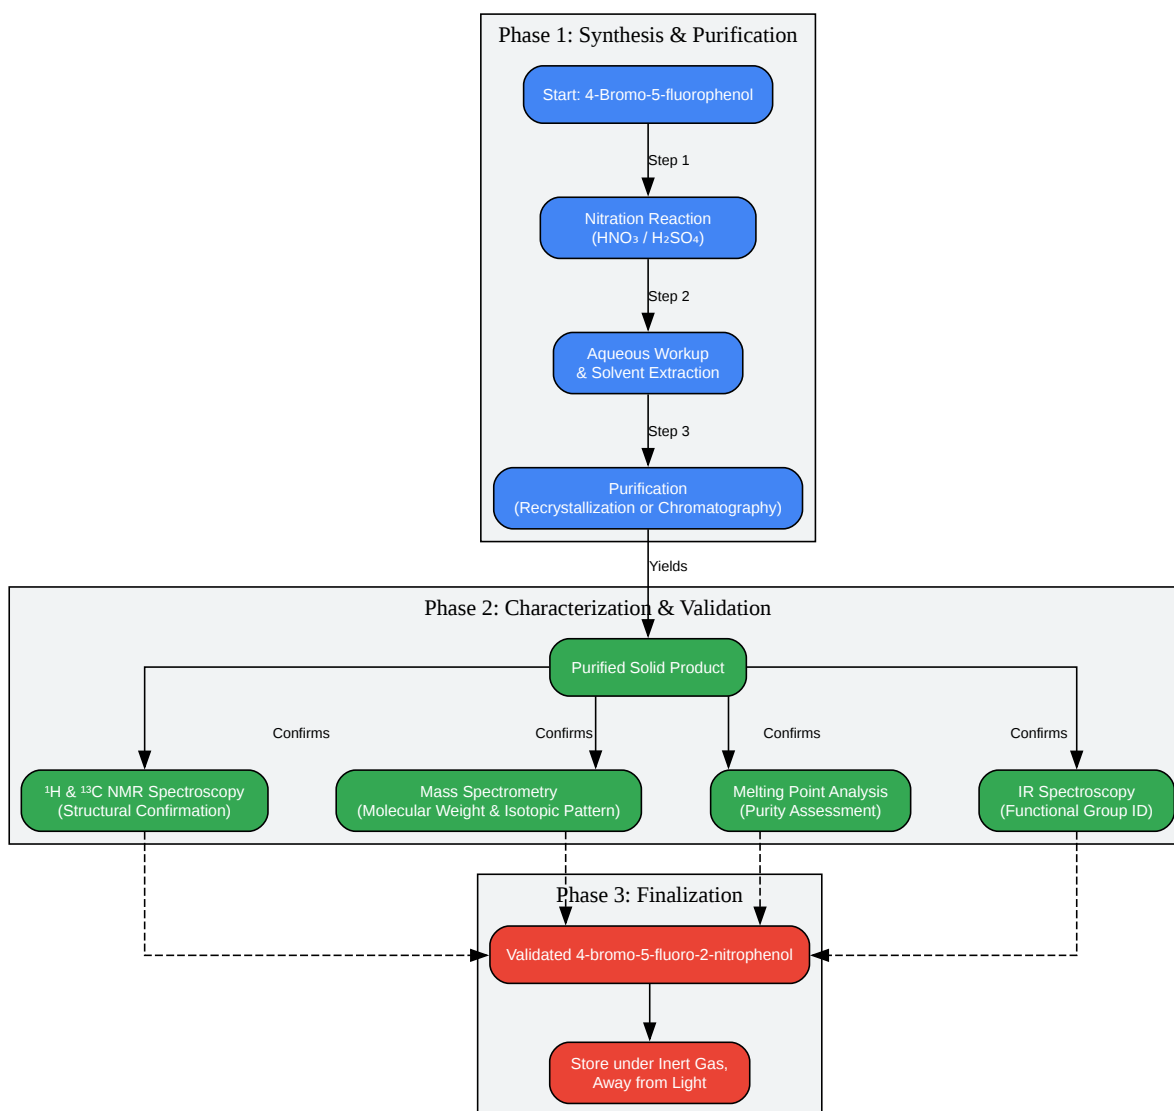 Phase 1: Synthesis & Purification
Start: 4-Bromo-5-fluorophenol
Step 1
Nitration Reaction
(HNO₃ / H₂SO₄)
Step 2
Aqueous Workup
& Solvent Extraction
Step 3
Purification
(Recrystallization or Chromatography)
Yields
Phase 2: Characterization & Validation
Purified Solid Product
Confirms
Confirms
Confirms
Confirms
¹H & ¹³C NMR Spectroscopy
(Structural Confirmation)
Mass Spectrometry
(Molecular Weight & Isotopic Pattern)
Melting Point Analysis
(Purity Assessment)
IR Spectroscopy
(Functional Group ID)
Phase 3: Finalization
Validated 4-bromo-5-fluoro-2-nitrophenol
Store under Inert Gas,
Away from Light